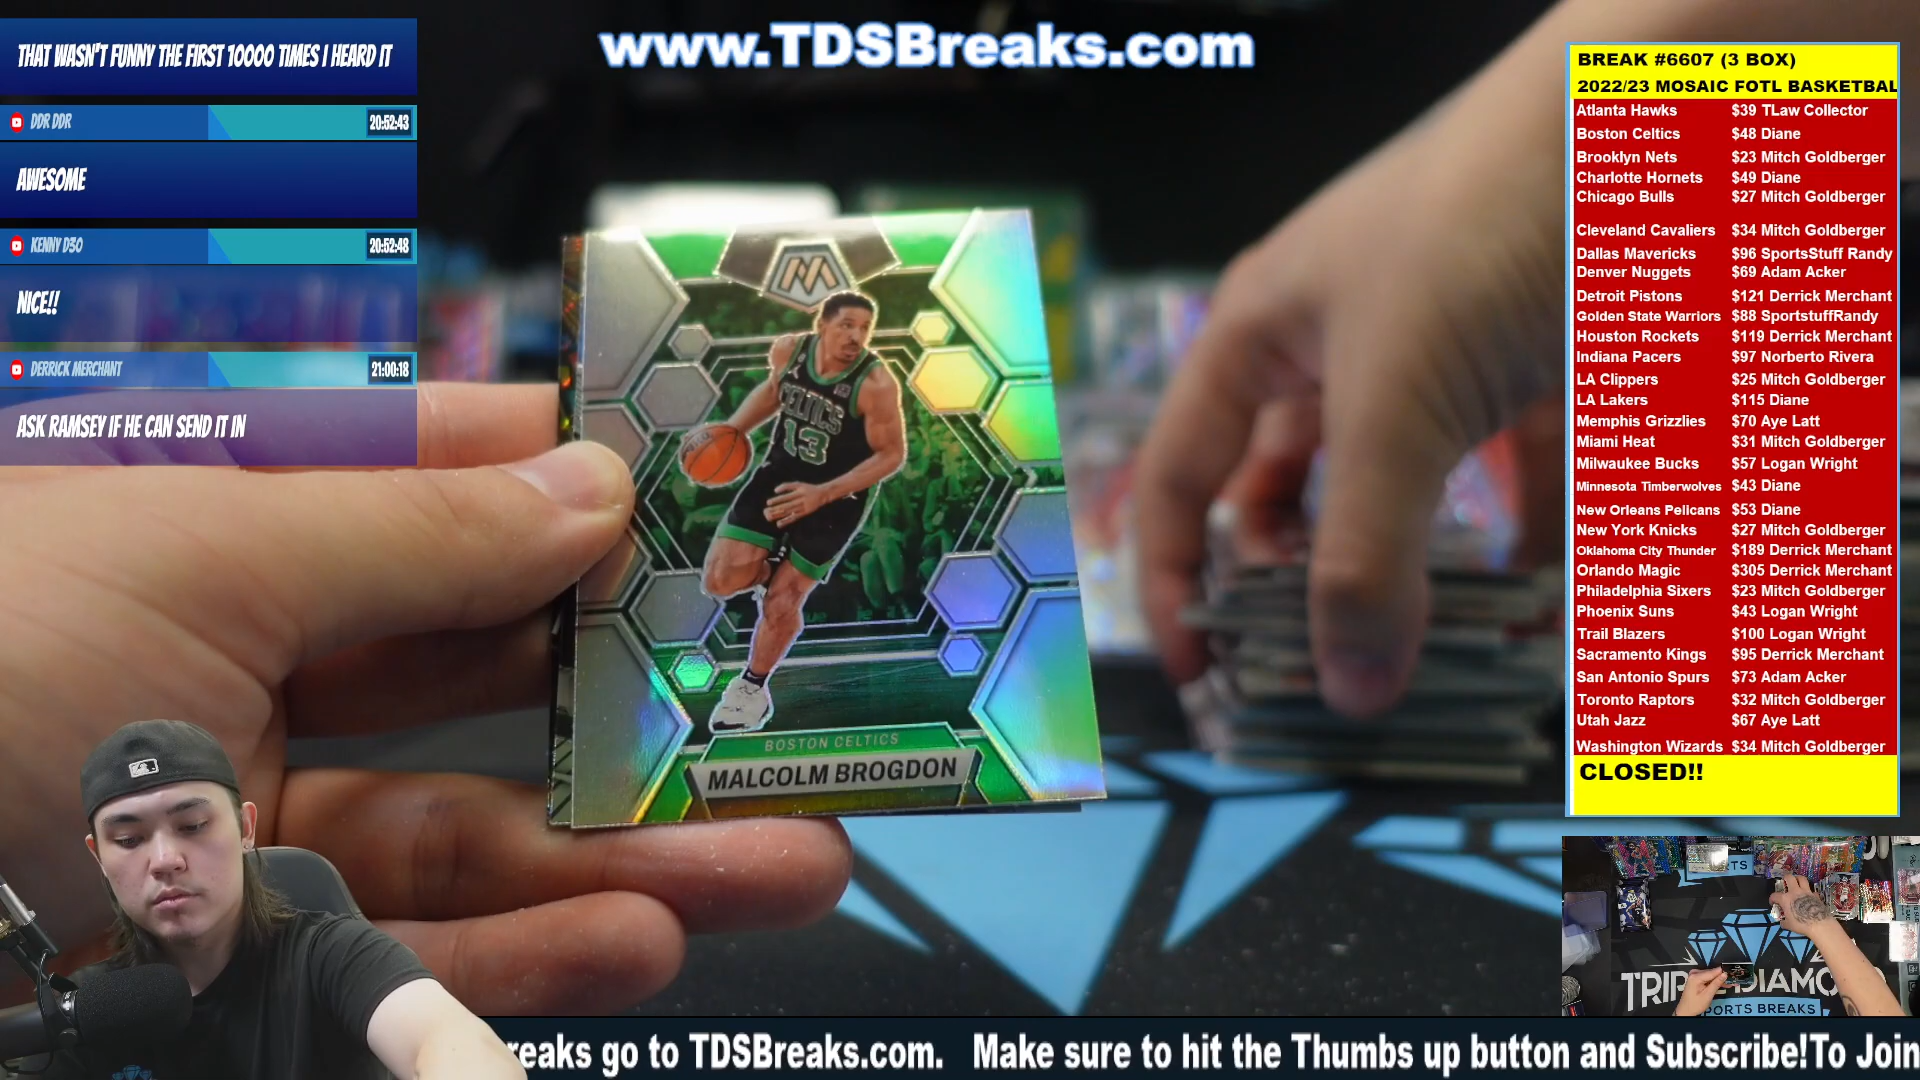 www.TDSBreaks.com
THAT WASN'T FUNNY THE FIRST 10000 TIMES I HEARD IT
DDR DDR 20:52:43
AWESOME
KENNY D30 20:52:48
NICE!!
DERRICK MERCHANT 21:00:18
ASK RAMSEY IF HE CAN SEND IT IN
CELTICS
13
BOSTON CELTICS
MALCOLM BROGDON
BREAK #6607 (3 BOX)
2022/23 MOSAIC FOTL BASKETBAL
Atlanta Hawks $39 TLaw Collector
Boston Celtics $48 Diane
Brooklyn Nets $23 Mitch Goldberger
Charlotte Hornets $49 Diane
Chicago Bulls $27 Mitch Goldberger
Cleveland Cavaliers $34 Mitch Goldberger
Dallas Mavericks $96 SportsStuff Randy
Denver Nuggets $69 Adam Acker
Detroit Pistons $121 Derrick Merchant
Golden State Warriors $88 SportstuffRandy
Houston Rockets $119 Derrick Merchant
Indiana Pacers $97 Norberto Rivera
LA Clippers $25 Mitch Goldberger
LA Lakers $115 Diane
Memphis Grizzlies $70 Aye Latt
Miami Heat $31 Mitch Goldberger
Milwaukee Bucks $57 Logan Wright
Minnesota Timberwolves $43 Diane
New Orleans Pelicans $53 Diane
New York Knicks $27 Mitch Goldberger
Oklahoma City Thunder $189 Derrick Merchant
Orlando Magic $305 Derrick Merchant
Philadelphia Sixers $23 Mitch Goldberger
Phoenix Suns $43 Logan Wright
Trail Blazers $100 Logan Wright
Sacramento Kings $95 Derrick Merchant
San Antonio Spurs $73 Adam Acker
Toronto Raptors $32 Mitch Goldberger
Utah Jazz $67 Aye Latt
Washington Wizards $34 Mitch Goldberger
CLOSED!!
reaks go to TDSBreaks.com. Make sure to hit the Thumbs up button and Subscribe!To Join